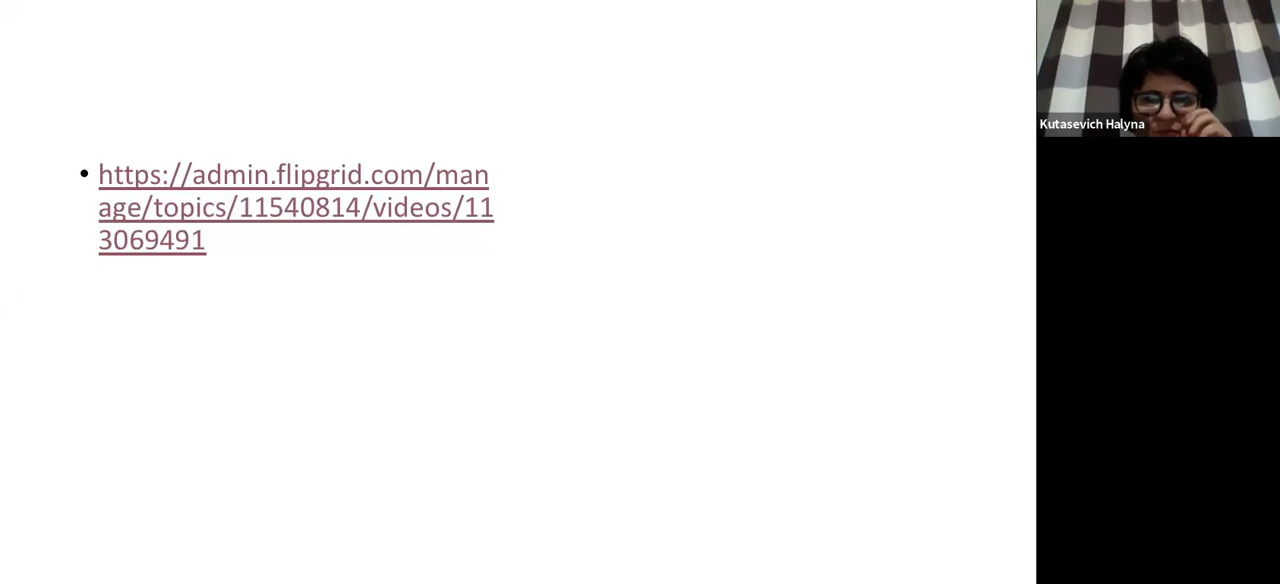 • https://admin.flipgrid.com/man
age/topics/11540814/videos/11
3069491
Kutasevich Halyna